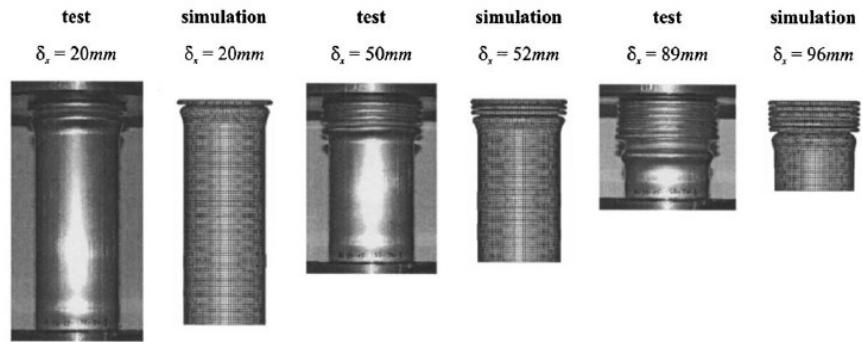 test simulation test simulation test simulation
δx = 20mm δx = 20mm δx = 50mm δx = 52mm δx = 89mm δx = 96mm